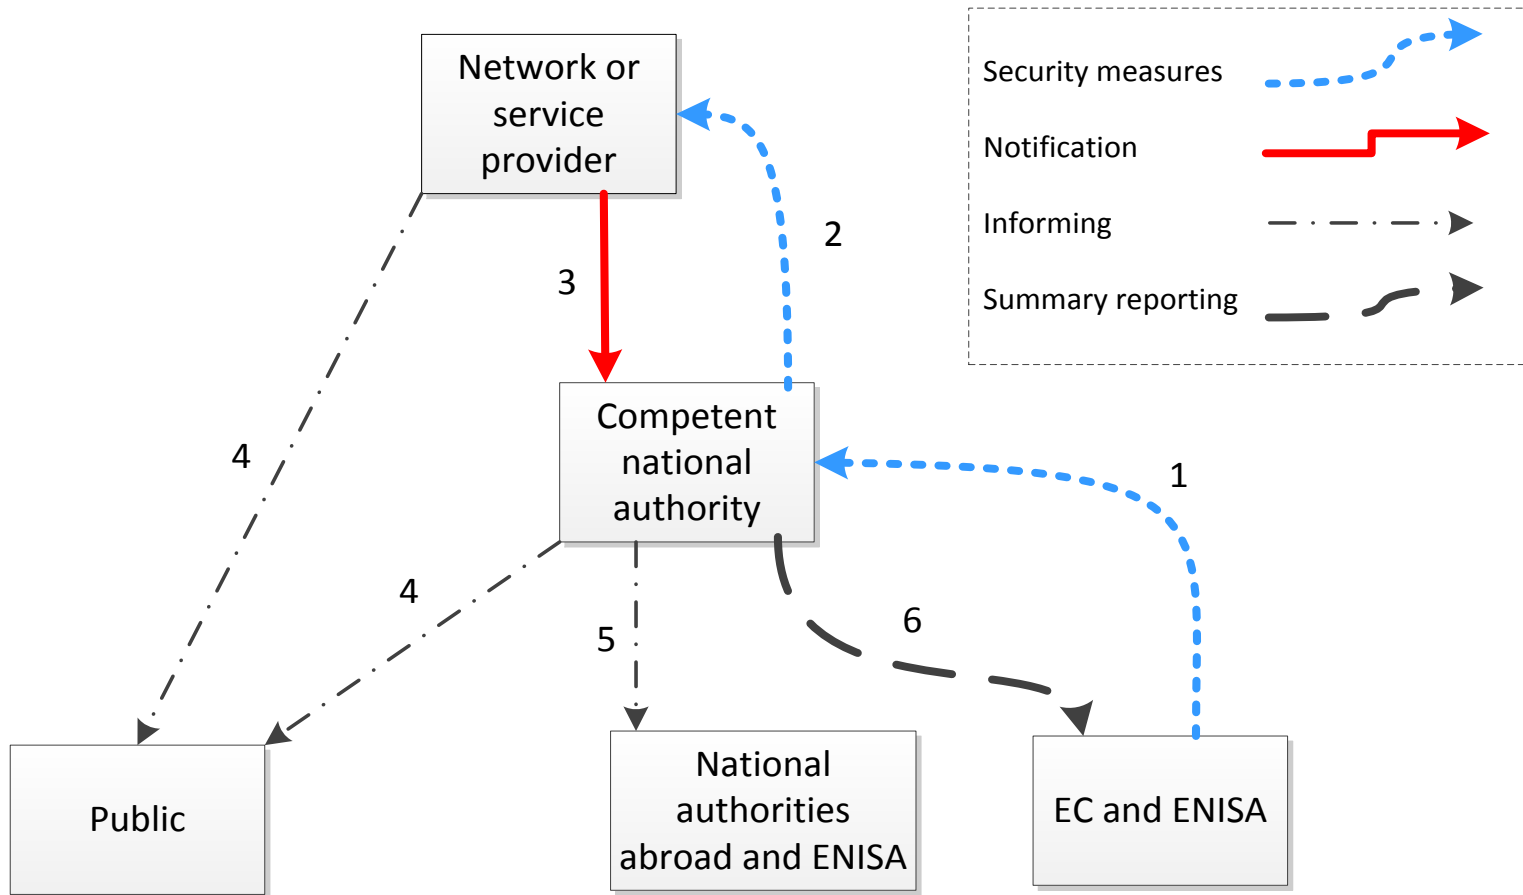 Network or
service
provider
Security measures
Notification
Informing
Summary reporting
2
3
Competent
national
authority
4
1
4
5
6
Public
National
authorities
abroad and ENISA
EC and ENISA